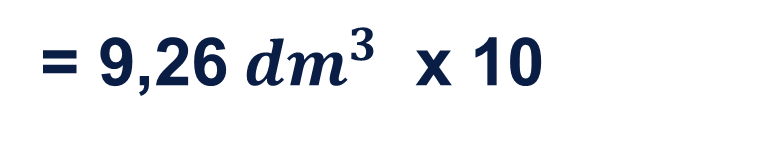 = 9,26 dm³ x 10